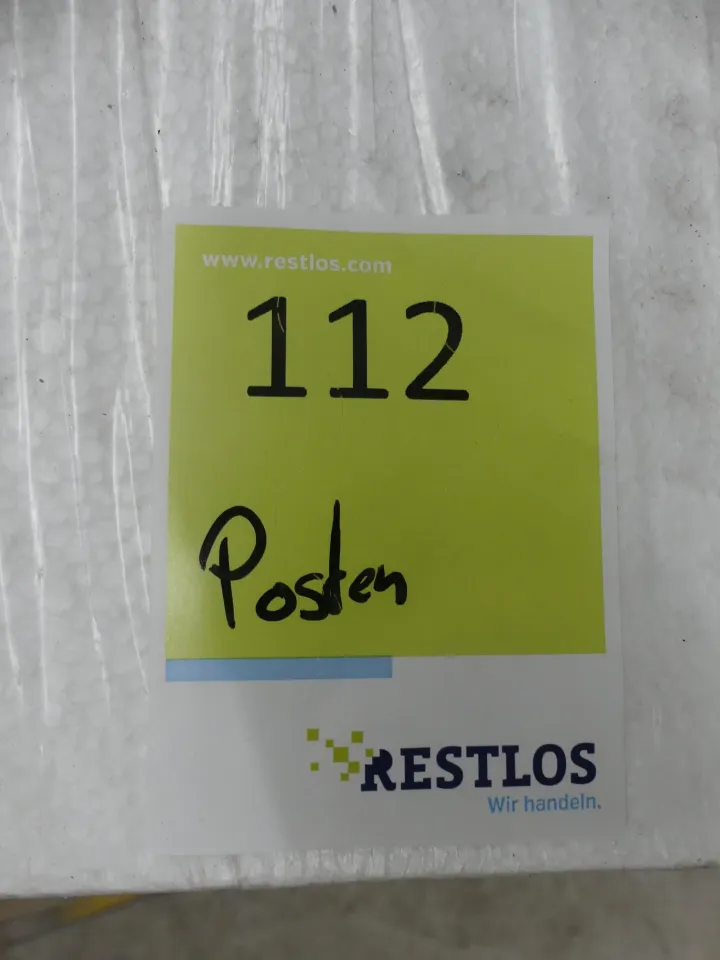 www.restlos.com
112
Posten
RESTLOS
Wir handeln.